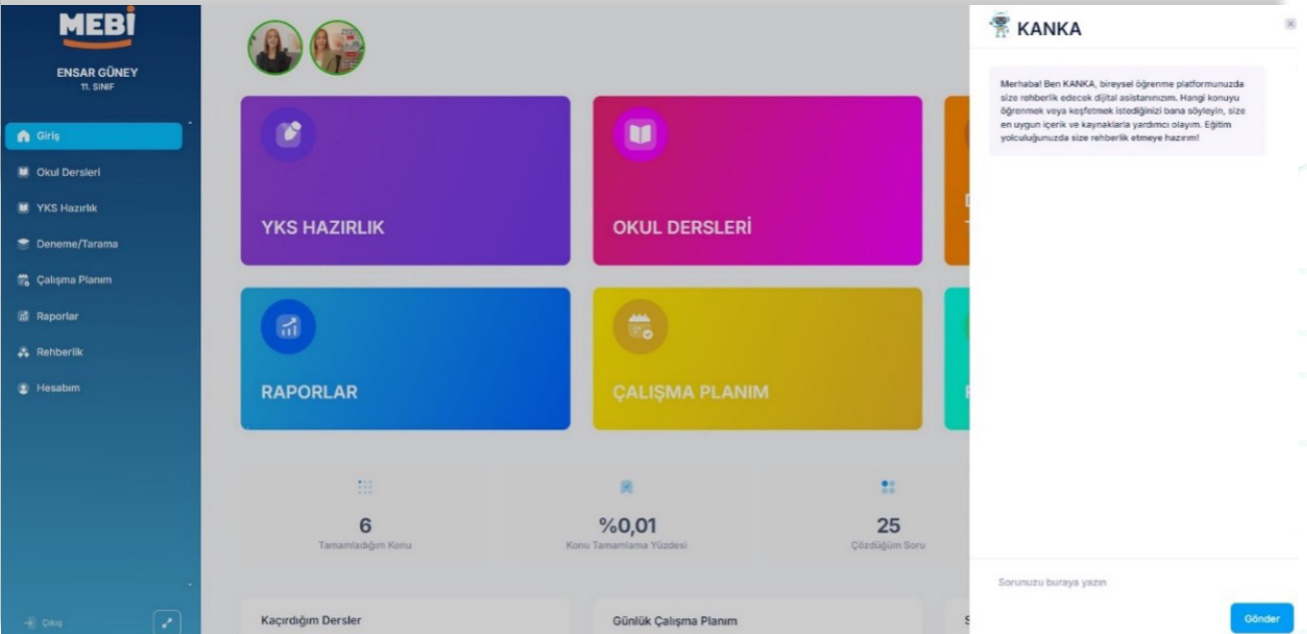 MEBİ
ENSAR GÜNEY
11. SINIF
Giriş
Okul Dersleri
YKS Hazırlık
Deneme/Tarama
Çalışma Planım
Raporlar
Rehberlik
Hesabım
Çıkış
YKS HAZIRLIK
OKUL DERSLERİ
RAPORLAR
ÇALIŞMA PLANIM
6
Tamamladığım Konu
%0,01
Konu Tamamlama Yüzdesi
25
Çözdüğüm Soru
Kaçırdığım Dersler
Günlük Çalışma Planım
KANKA
Merhaba! Ben KANKA, bireysel öğrenme platformunuzda
size rehberlik edecek dijital asistanınızım. Hangi konuyu
öğrenmek veya keşfetmek istediğinizi bana söyleyin, size
en uygun içerik ve kaynaklarla yardımcı olayım. Eğitim
yolculuğunuzda size rehberlik etmeye hazırım!
Sorunuzu buraya yazın
Gönder